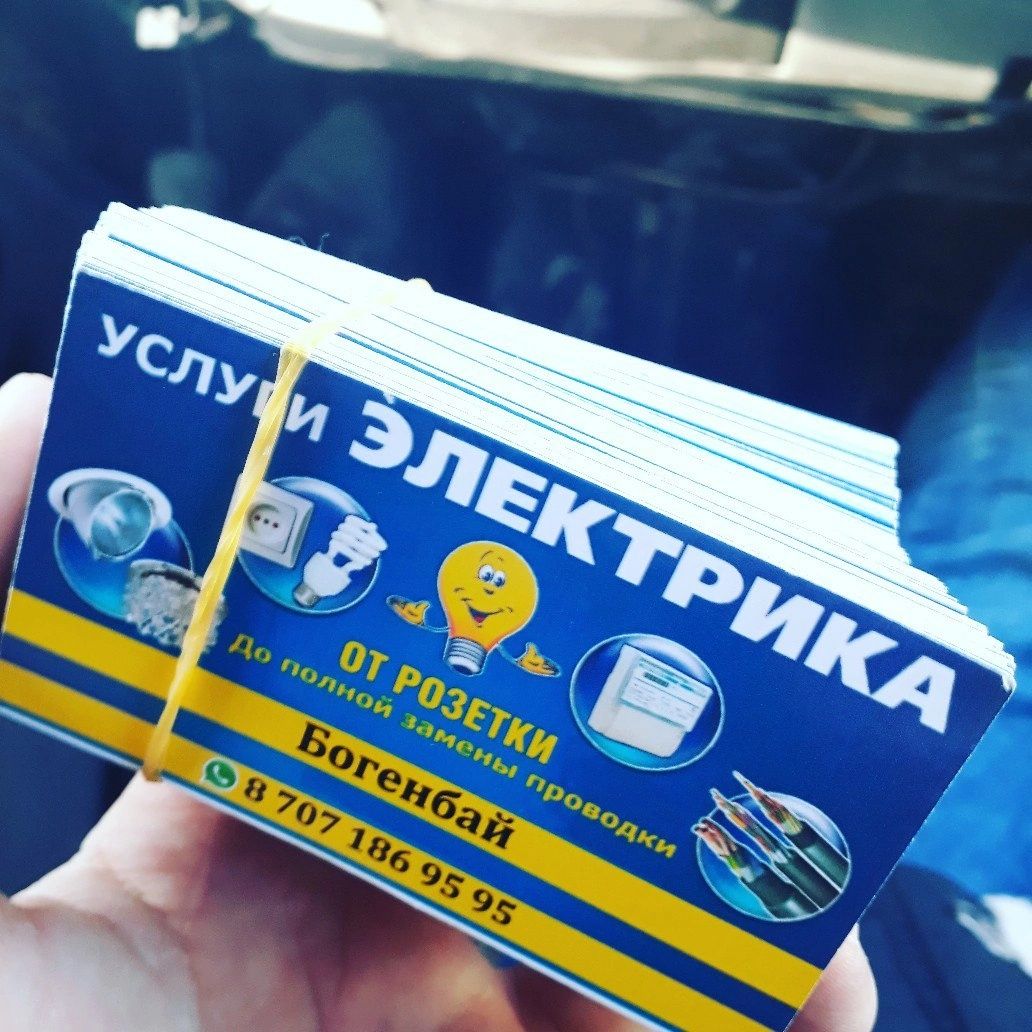 УСЛУГИ ЭЛЕКТРИКА
ОТ РОЗЕТКИ
До полной замены проводки
Богенбай
8 707 186 95 95